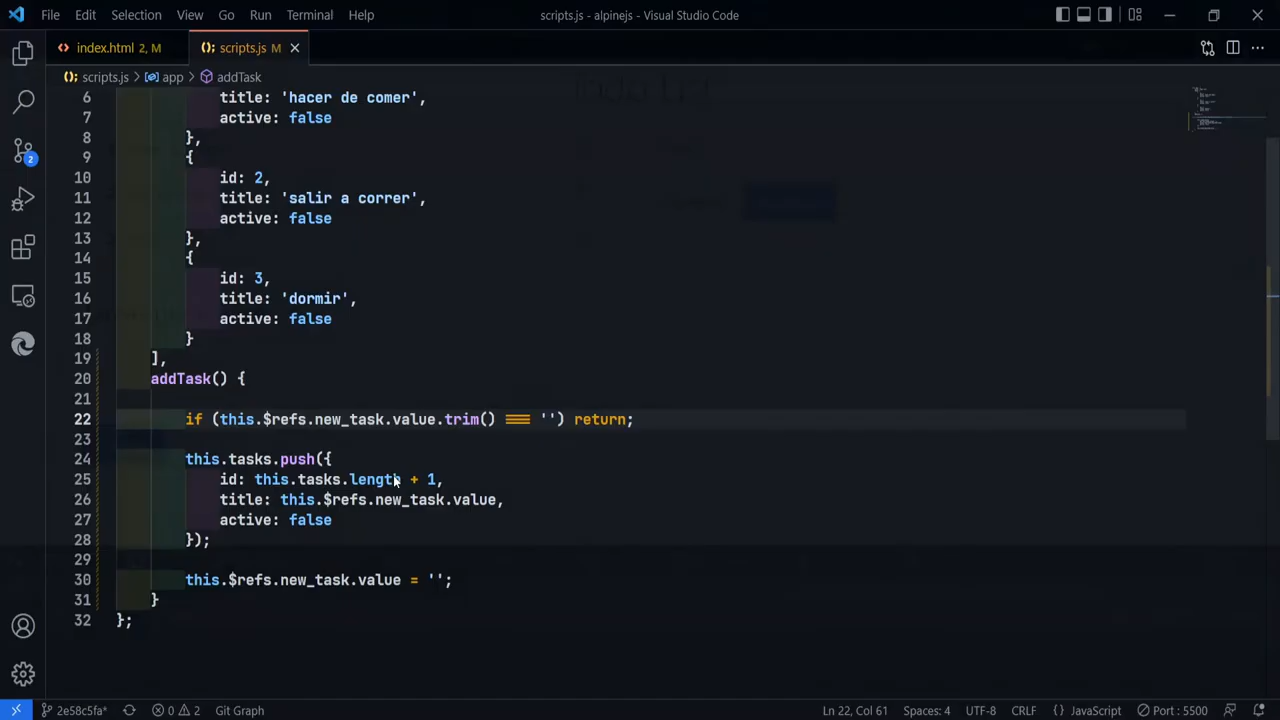 File Edit Selection View Go Run Terminal Help
scripts.js - alpinejs - Visual Studio Code
index.html 2, M
scripts.js M
scripts.js > app > addTask
6 title: 'hacer de comer',
7 active: false
8 },
9 {
10 id: 2,
11 title: 'salir a correr',
12 active: false
13 },
14 {
15 id: 3,
16 title: 'dormir',
17 active: false
18 }
19 ],
20 addTask() {
21
22 if (this.$refs.new_task.value.trim() === '') return;
23
24 this.tasks.push({
25 id: this.tasks.length + 1,
26 title: this.$refs.new_task.value,
27 active: false
28 });
29
30 this.$refs.new_task.value = '';
31 }
32 };
2
2e58c5fa* 0 2 Git Graph
Ln 22, Col 61 Spaces: 4 UTF-8 CRLF {} JavaScript Port : 5500